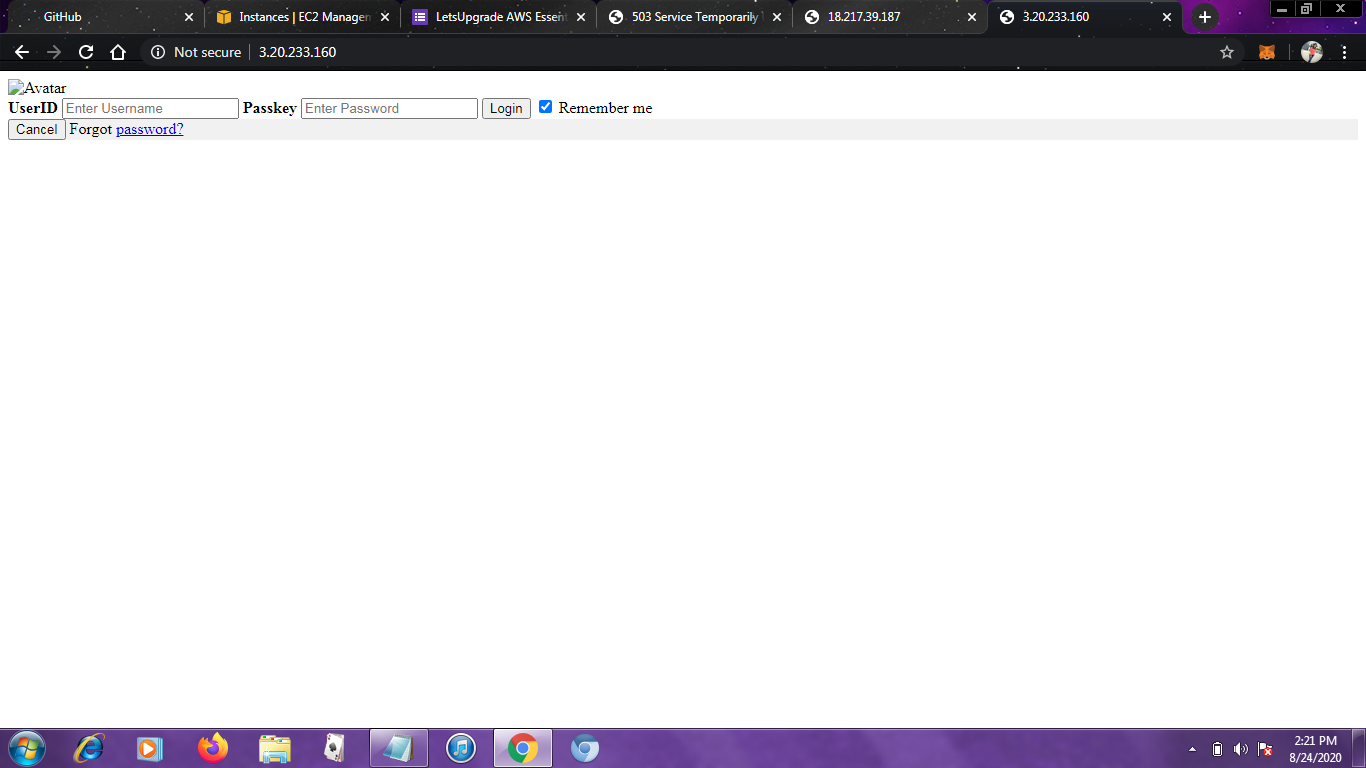 GitHub
Instances | EC2 Managen
LetsUpgrade AWS Essent
503 Service Temporarily
18.217.39.187
3.20.233.160
Not secure
3.20.233.160
Avatar
UserID Enter Username Passkey Enter Password Login Remember me
Cancel Forgot password?
2:21 PM
8/24/2020